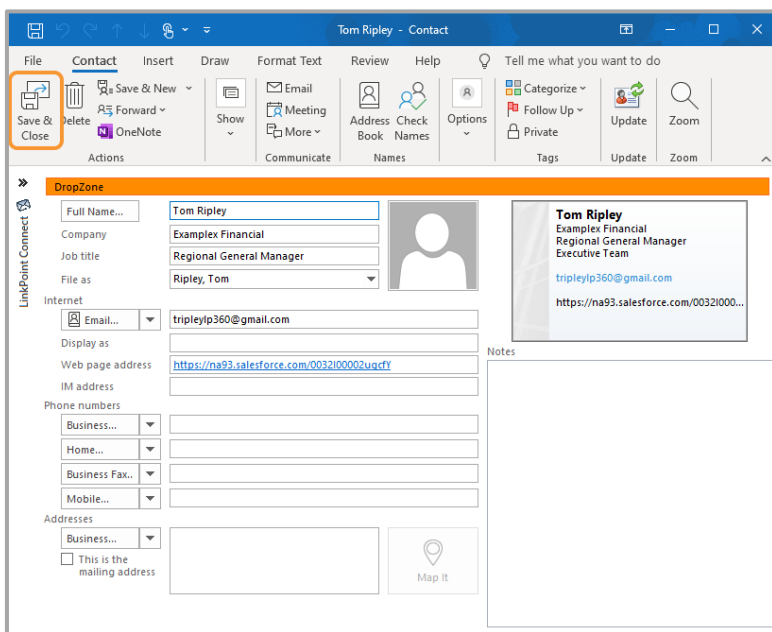 Tom Ripley - Contact
File Contact Insert Draw Format Text Review Help Tell me what you want to do
Save & Close
Delete
Save & New
Forward
OneNote
Actions
Show
Email
Meeting
More
Communicate
Address Book
Check Names
Names
Options
Categorize
Follow Up
Private
Tags
Update
Update
Zoom
Zoom
LinkPoint Connect
DropZone
Full Name... Tom Ripley
Company Examplex Financial
Job title Regional General Manager
File as Ripley, Tom
Internet
Email... tripleylp360@gmail.com
Display as
Web page address https://na93.salesforce.com/0032I00002uqcfY
IM address
Phone numbers
Business...
Home...
Business Fax..
Mobile...
Addresses
Business...
This is the
mailing address
Map It
Tom Ripley
Examplex Financial
Regional General Manager
Executive Team
tripleylp360@gmail.com
https://na93.salesforce.com/0032I000...
Notes